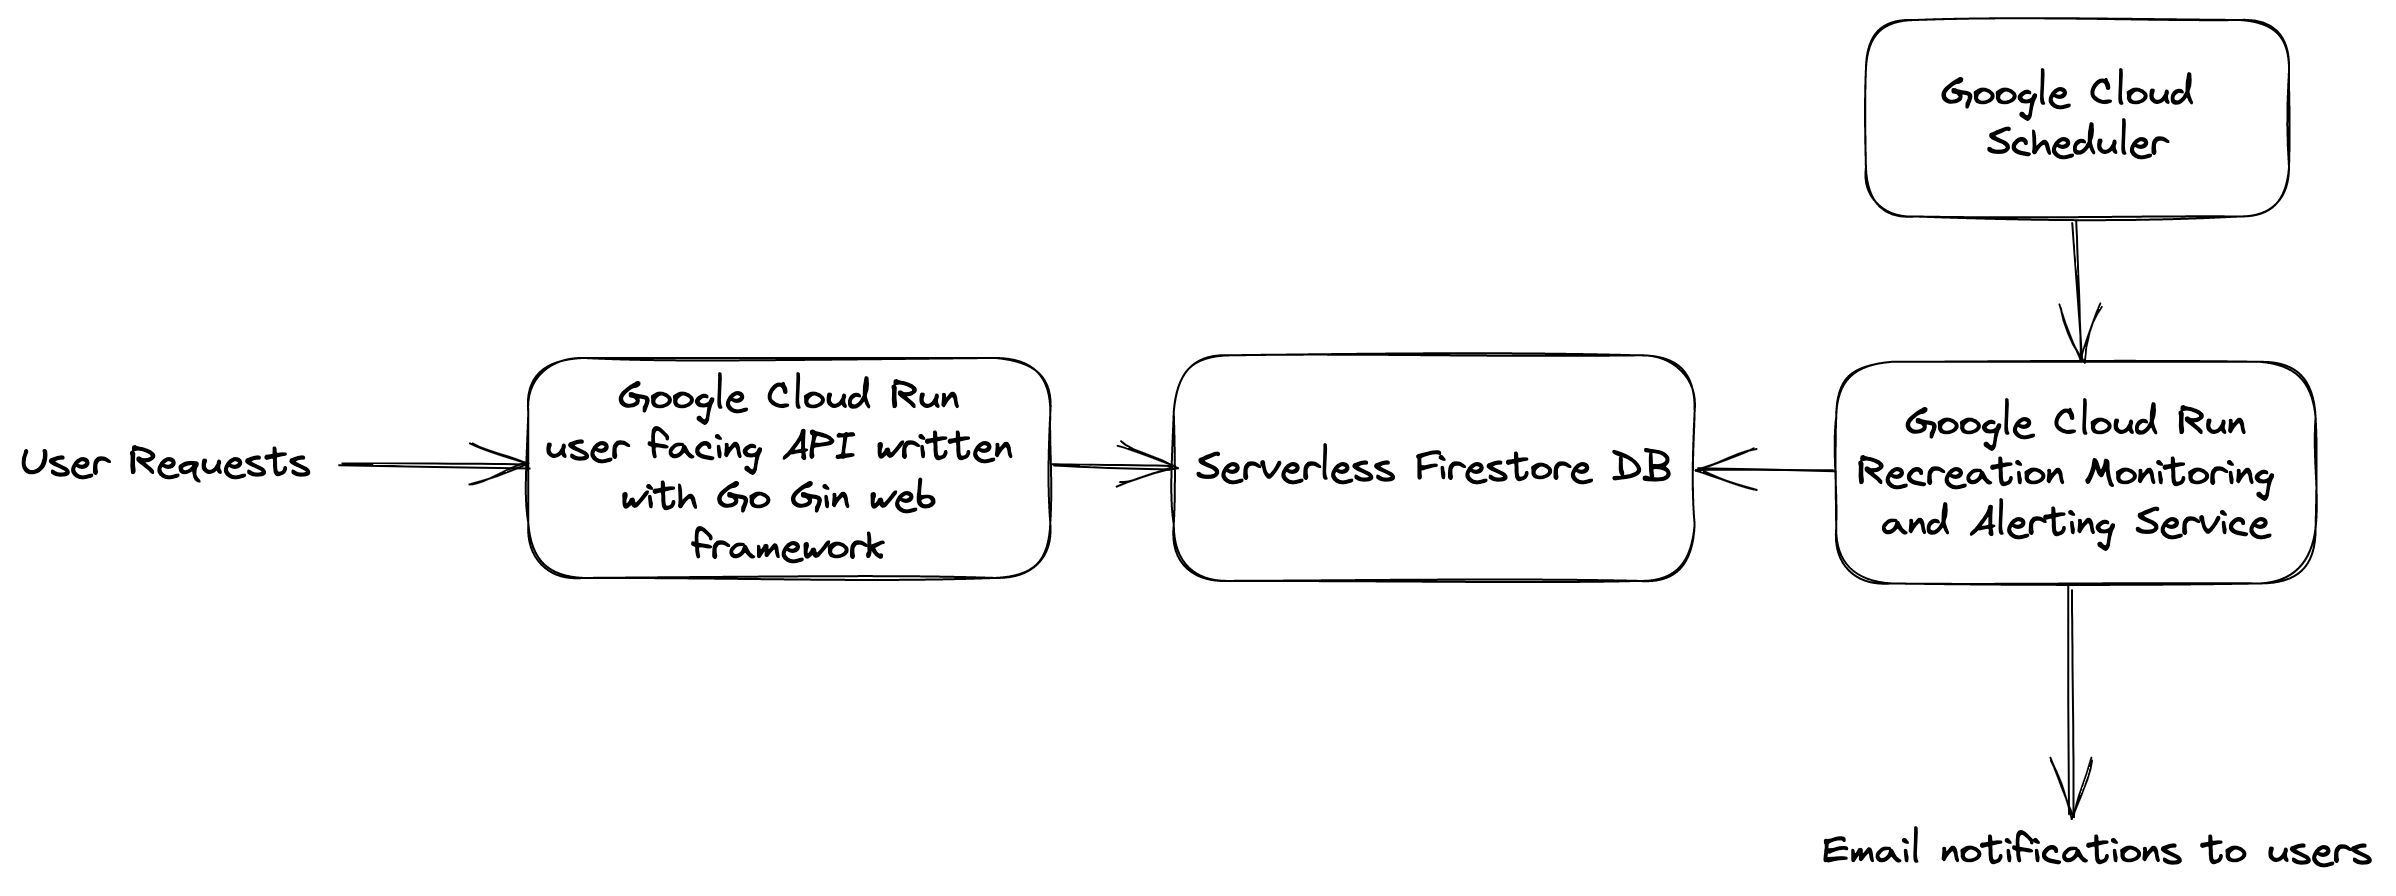 Google Cloud
Scheduler
User Requests
Google Cloud Run
user facing API written
with Go Gin web
framework
Serverless Firestore DB
Google Cloud Run
Recreation Monitoring
and Alerting Service
Email notifications to users